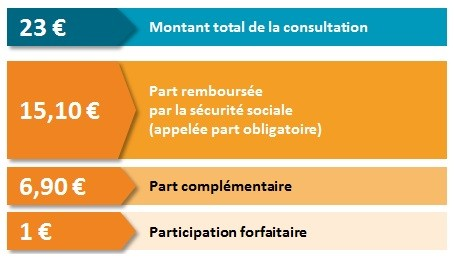 23 € Montant total de la consultation
15,10 € Part remboursée
par la sécurité sociale
(appelée part obligatoire)
6,90 € Part complémentaire
1 € Participation forfaitaire